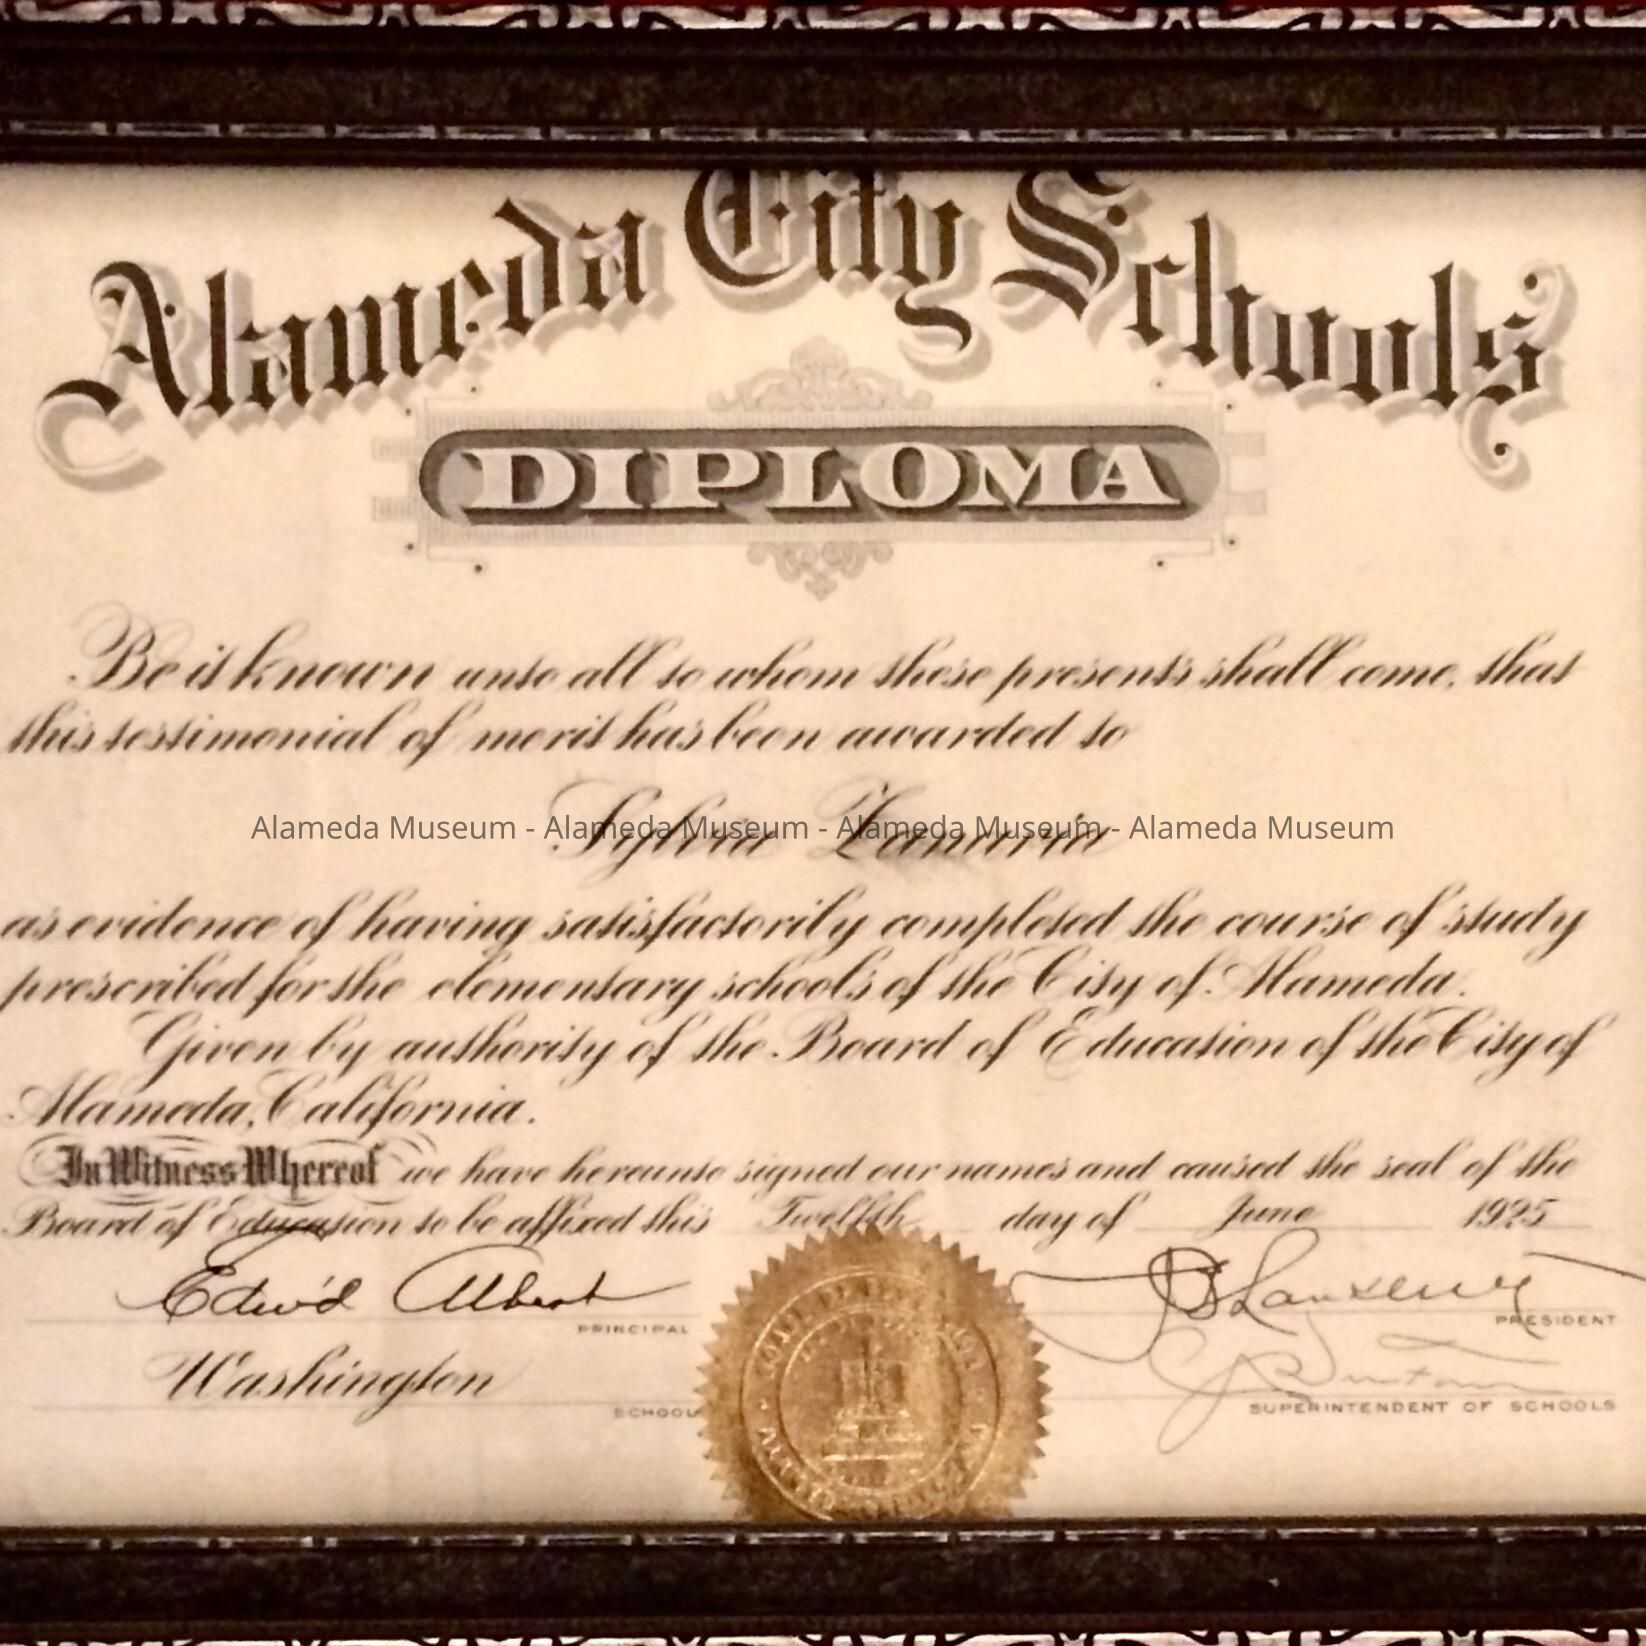 Alameda City Schools
DIPLOMA
Be it known unto all to whom these presents shall come, that
this testimonial of merit has been awarded to
Sylvia
Alameda Museum - Alameda Museum - Alameda Museum - Alameda Museum
as evidence of having satisfactorily completed the course of study
prescribed for the elementary schools of the City of Alameda.
Given by authority of the Board of Education of the City of
Alameda, California.
In Witness Whereof we have hereunto signed our names and caused the seal of the
Board of Education to be affixed this Twelfth day of June 1925
Edw'd Albert
PRINCIPAL
PRESIDENT
Washington
SCHOOL
SUPERINTENDENT OF SCHOOLS